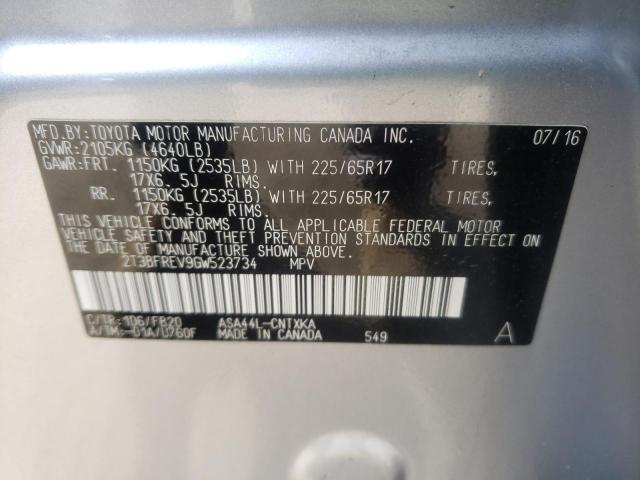 MFD.BY:TOYOTA MOTOR MANUFACTURING CANADA INC. 07/16
GVWR:2105KG (4640LB)
GAWR:FRT. 1150KG (2535LB) WITH 225/65R17 TIRES,
17X6. 5J RIMS.
RR. 1150KG (2535LB) WITH 225/65R17 TIRES,
17X6. 5J RIMS.
THIS VEHICLE CONFORMS TO ALL APPLICABLE FEDERAL MOTOR
VEHICLE SAFETY AND THEFT PREVENTION STANDARDS IN EFFECT ON
THE DATE OF MANUFACTURE SHOWN ABOVE.
2T3BFREV9GW523734 MPV
C/TR:1D6/FB20 ASA44L-CNTXKA
A/TM:-01A/U760F MADE IN CANADA 549 A